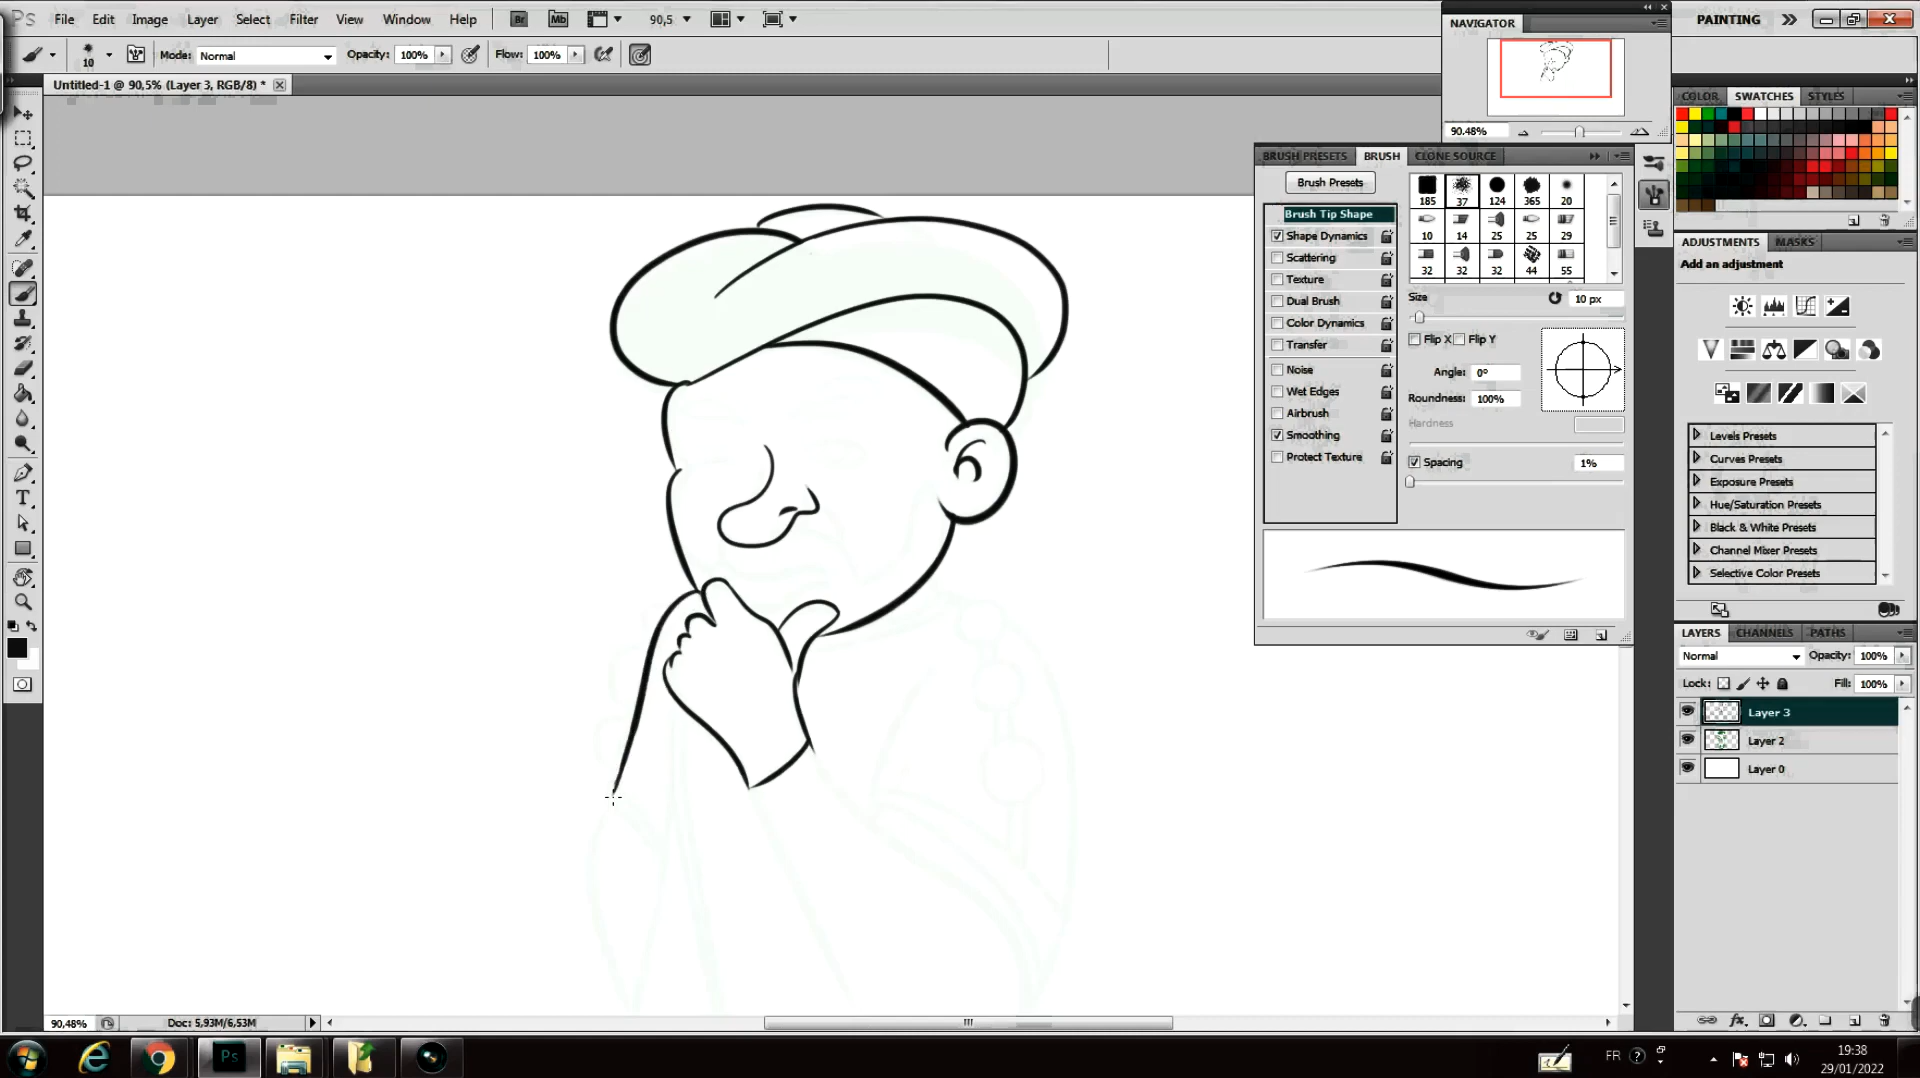 Ps File Edit Image Layer Select Filter View Window Help Br Mb 90,5
PAINTING
10 Mode: Normal Opacity: 100% Flow: 100%
Untitled-1 @ 90,5% (Layer 3, RGB/8) *
NAVIGATOR
90.48%
BRUSH PRESETS BRUSH CLONE SOURCE
Brush Presets
Brush Tip Shape
Shape Dynamics
Scattering
Texture
Dual Brush
Color Dynamics
Transfer
Noise
Wet Edges
Airbrush
Smoothing
Protect Texture
185 37 124 365 20
10 14 25 25 29
32 32 32 44 55
Size 10 px
Flip X Flip Y
Angle: 0º
Roundness: 100%
Hardness
Spacing 1%
COLOR SWATCHES STYLES
ADJUSTMENTS MASKS
Add an adjustment
Levels Presets
Curves Presets
Exposure Presets
Hue/Saturation Presets
Black & White Presets
Channel Mixer Presets
Selective Color Presets
LAYERS CHANNELS PATHS
Normal Opacity: 100%
Lock: Fill: 100%
Layer 3
Layer 2
Layer 0
90,48% Doc: 5,93M/6,53M
Ps
FR
19:38
29/01/2022